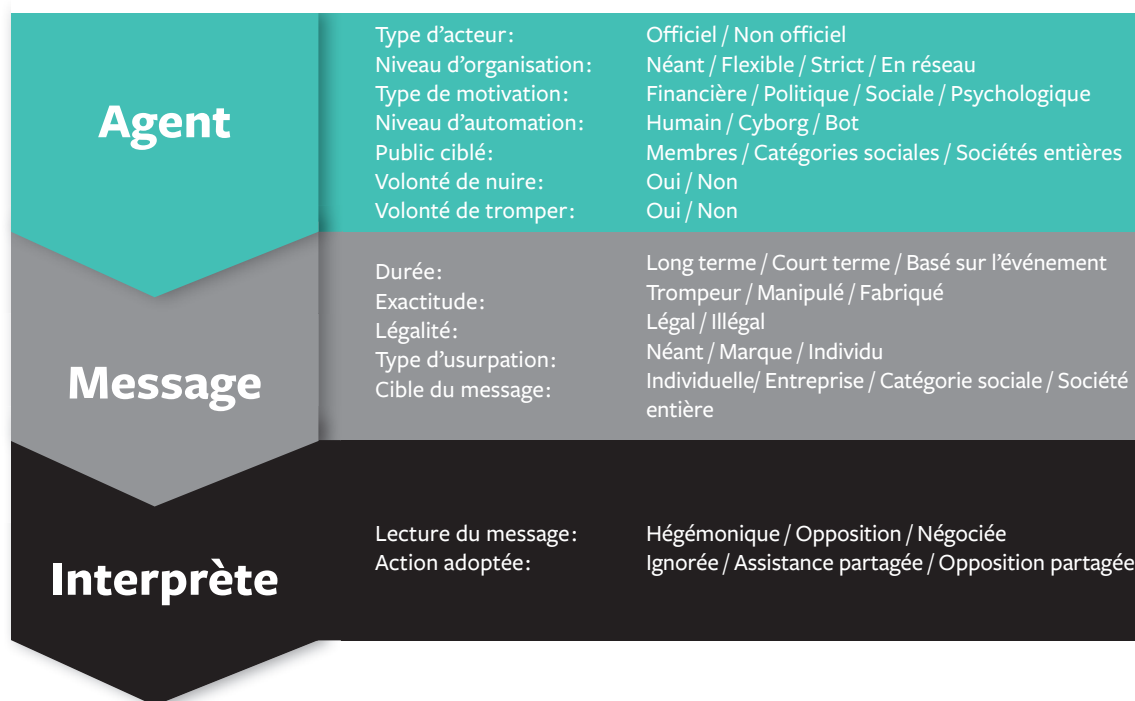 Agent
Type d'acteur: Officiel / Non officiel
Niveau d'organisation: Néant / Flexible / Strict / En réseau
Type de motivation: Financière / Politique / Sociale / Psychologique
Niveau d'automation: Humain / Cyborg / Bot
Public ciblé: Membres / Catégories sociales / Sociétés entières
Volonté de nuire: Oui / Non
Volonté de tromper: Oui / Non
Message
Durée: Long terme / Court terme / Basé sur l'événement
Exactitude: Trompeur / Manipulé / Fabriqué
Légalité: Légal / Illégal
Type d'usurpation: Néant / Marque / Individu
Cible du message: Individuelle/ Entreprise / Catégorie sociale / Société
entière
Interprète
Lecture du message: Hégémonique / Opposition / Négociée
Action adoptée: Ignorée / Assistance partagée / Opposition partagée